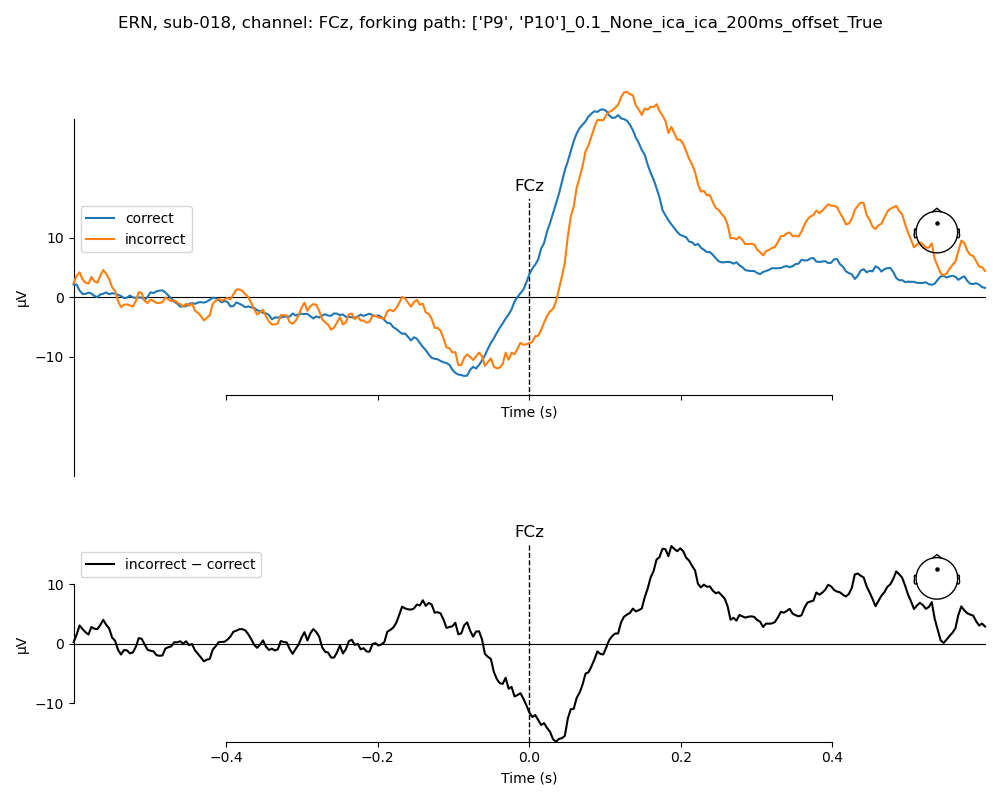 ERN, sub-018, channel: FCz, forking path: ['P9', 'P10']_0.1_None_ica_ica_200ms_offset_True
FCz
correct
incorrect
10
0
−10
µV
Time (s)
FCz
incorrect − correct
10
0
−10
µV
−0.4 −0.2 0.0 0.2 0.4
Time (s)